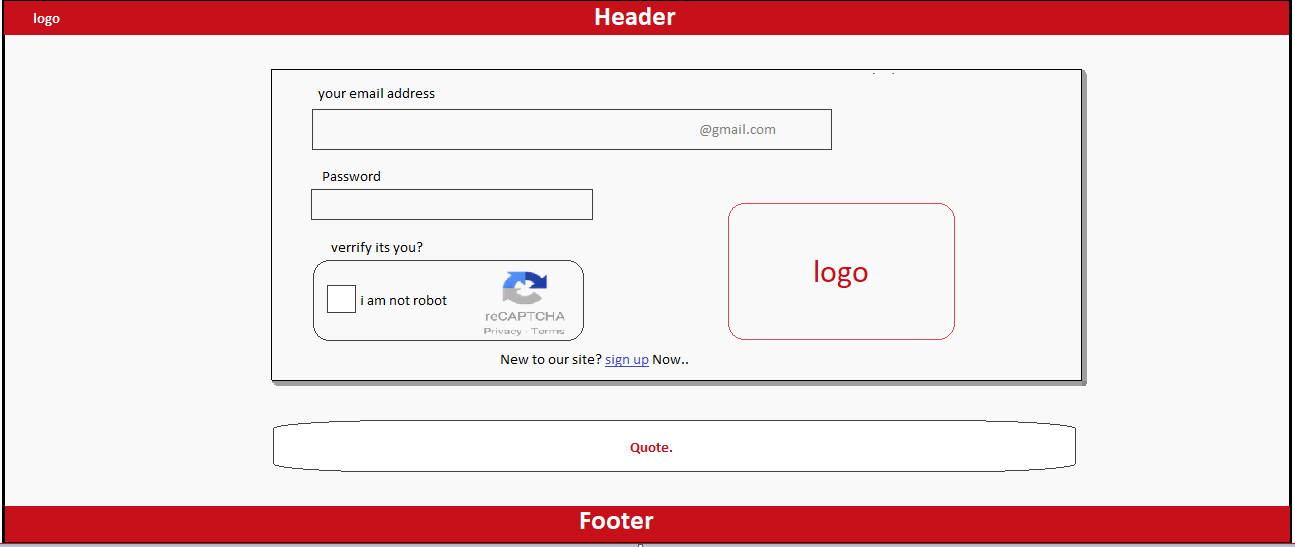 logo
Header
your email address
@gmail.com
Password
verrify its you?
i am not robot
reCAPTCHA
Privacy - Terms
logo
New to our site? sign up Now..
Quote.
Footer